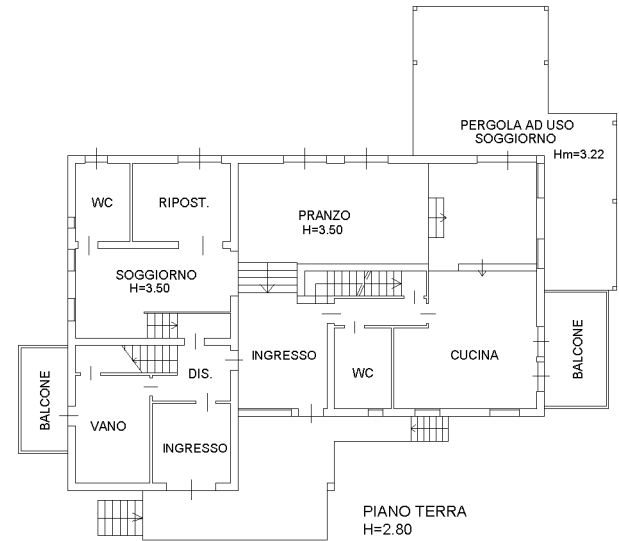 PERGOLA AD USO
SOGGIORNO
Hm=3.22
WC
RIPOST.
PRANZO
H=3.50
SOGGIORNO
H=3.50
INGRESSO
WC
CUCINA
BALCONE
BALCONE
VANO
DIS.
INGRESSO
PIANO TERRA
H=2.80